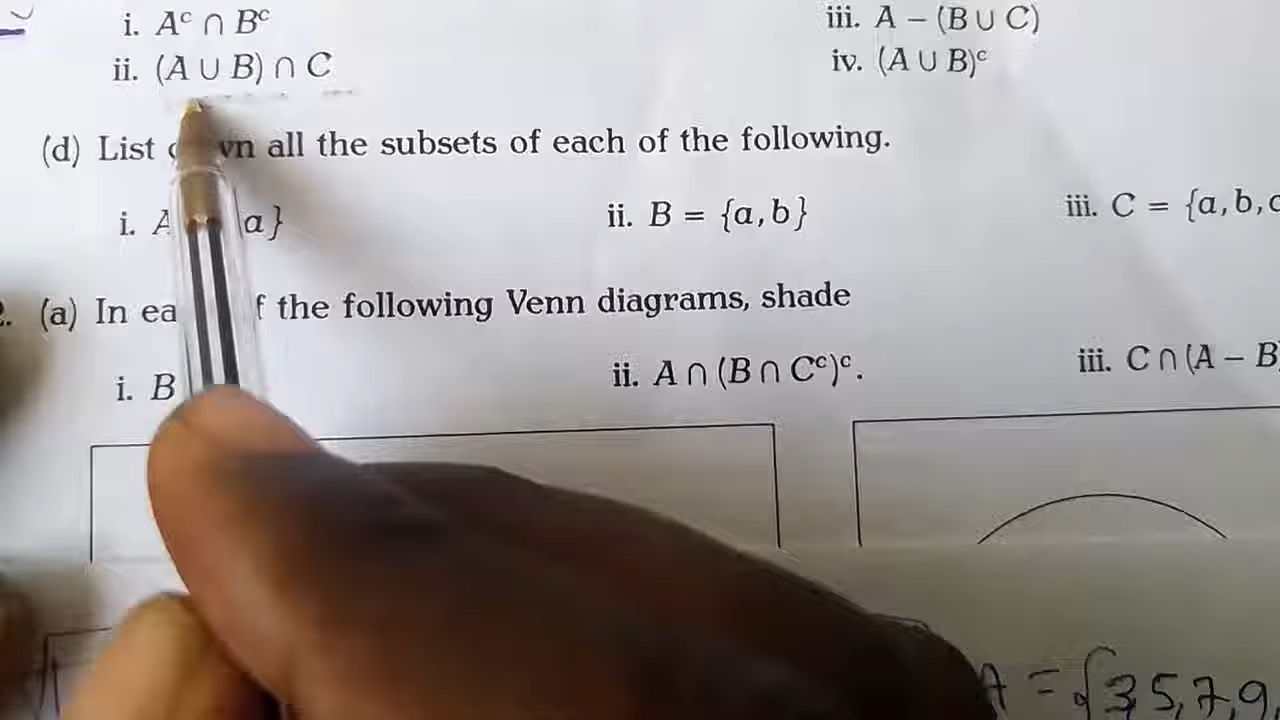 i. Aᶜ ∩ Bᶜ
iii. A − (B ∪ C)
ii. (A ∪ B) ∩ C
iv. (A ∪ B)ᶜ
(d) List all the subsets of each of the following.
i. A a}
ii. B = {a,b}
iii. C = {a,b,
(a) In the following Venn diagrams, shade
i. B
ii. A ∩ (B ∩ Cᶜ)ᶜ.
iii. C ∩ (A − B)
A = {3,5,7,9,